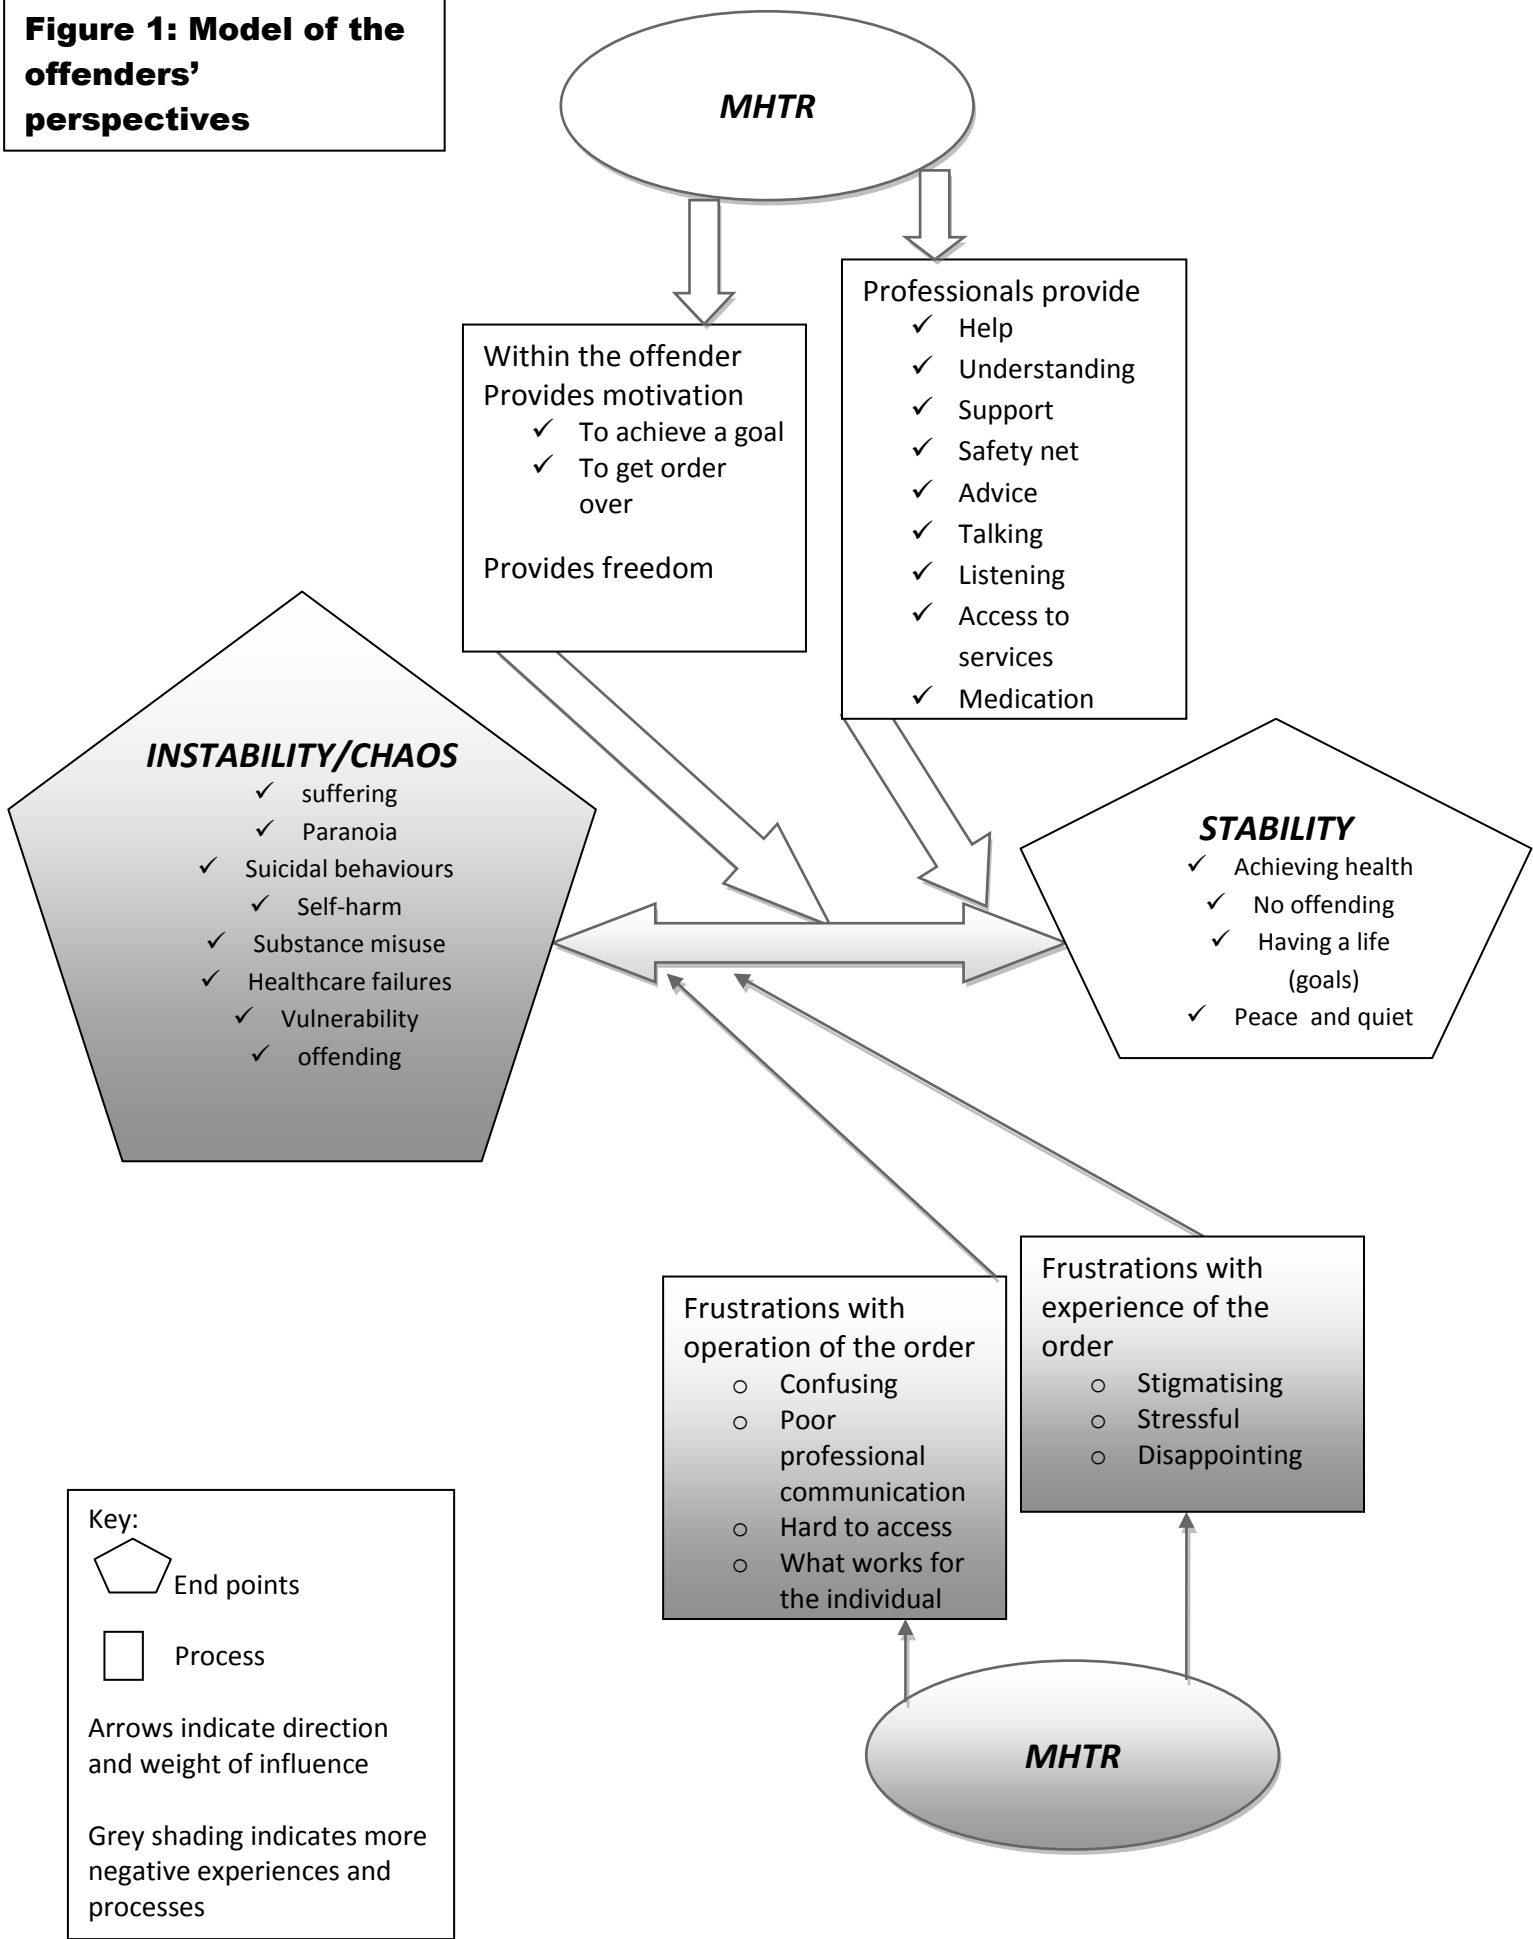 Figure 1: Model of the
offenders’
perspectives
MHTR
Professionals provide
✓ Help
✓ Understanding
✓ Support
✓ Safety net
✓ Advice
✓ Talking
✓ Listening
✓ Access to
services
✓ Medication
Within the offender
Provides motivation
✓ To achieve a goal
✓ To get order
over
Provides freedom
INSTABILITY/CHAOS
✓ suffering
✓ Paranoia
✓ Suicidal behaviours
✓ Self-harm
✓ Substance misuse
✓ Healthcare failures
✓ Vulnerability
✓ offending
STABILITY
✓ Achieving health
✓ No offending
✓ Having a life
(goals)
✓ Peace and quiet
Frustrations with
operation of the order
o Confusing
o Poor
professional
communication
o Hard to access
o What works for
the individual
Frustrations with
experience of the
order
o Stigmatising
o Stressful
o Disappointing
MHTR
Key:
End points
Process
Arrows indicate direction
and weight of influence
Grey shading indicates more
negative experiences and
processes